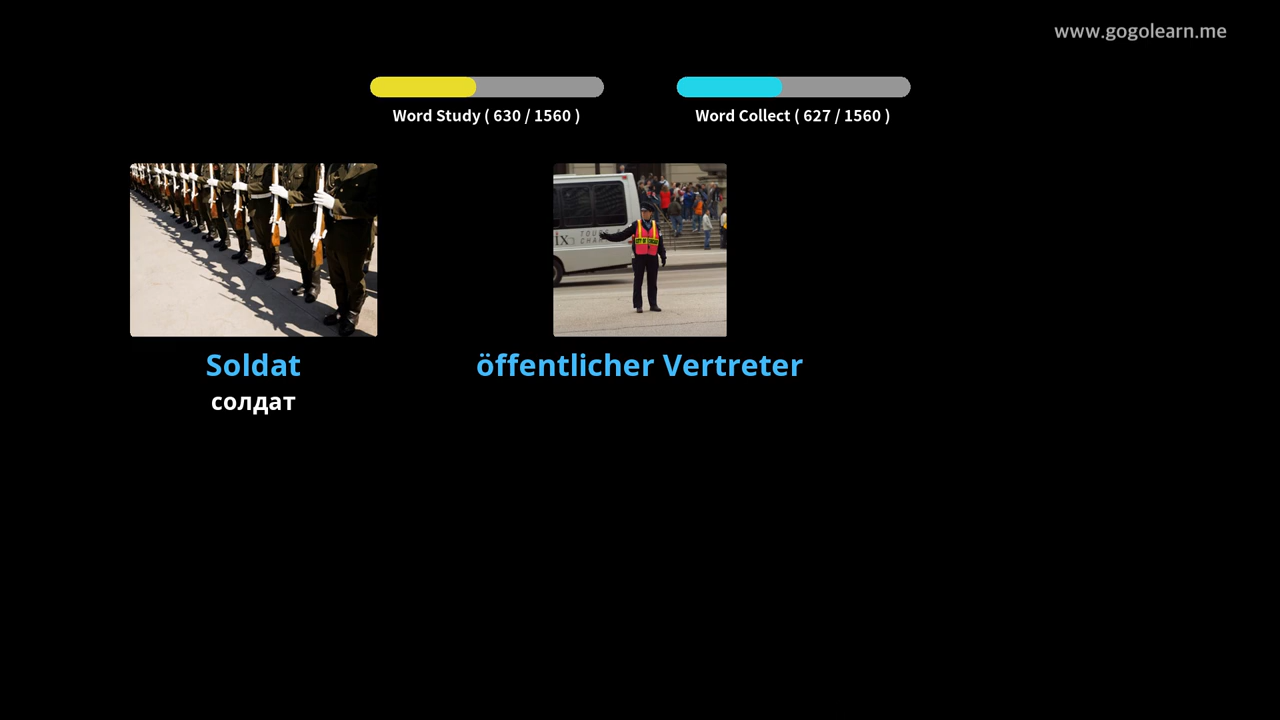 www.gogolearn.me
Word Study ( 630 / 1560 )
Word Collect ( 627 / 1560 )
Soldat
öffentlicher Vertreter
солдат